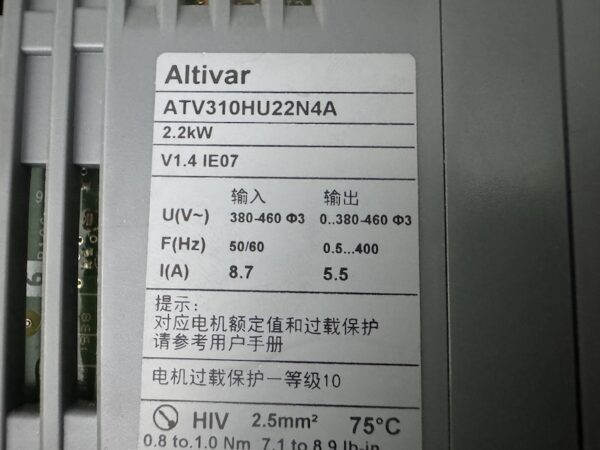 Altivar
ATV310HU22N4A
2.2kW
V1.4 IE07
输入 输出
U(V~) 380-460 Φ3 0..380-460 Φ3
F(Hz) 50/60 0.5...400
I(A) 8.7 5.5
提示:
对应电机额定值和过载保护
请参考用户手册
电机过载保护一等级10
HIV 2.5mm² 75°C
0.8 to 1.0 Nm 7.1 to 8.9 lb-in